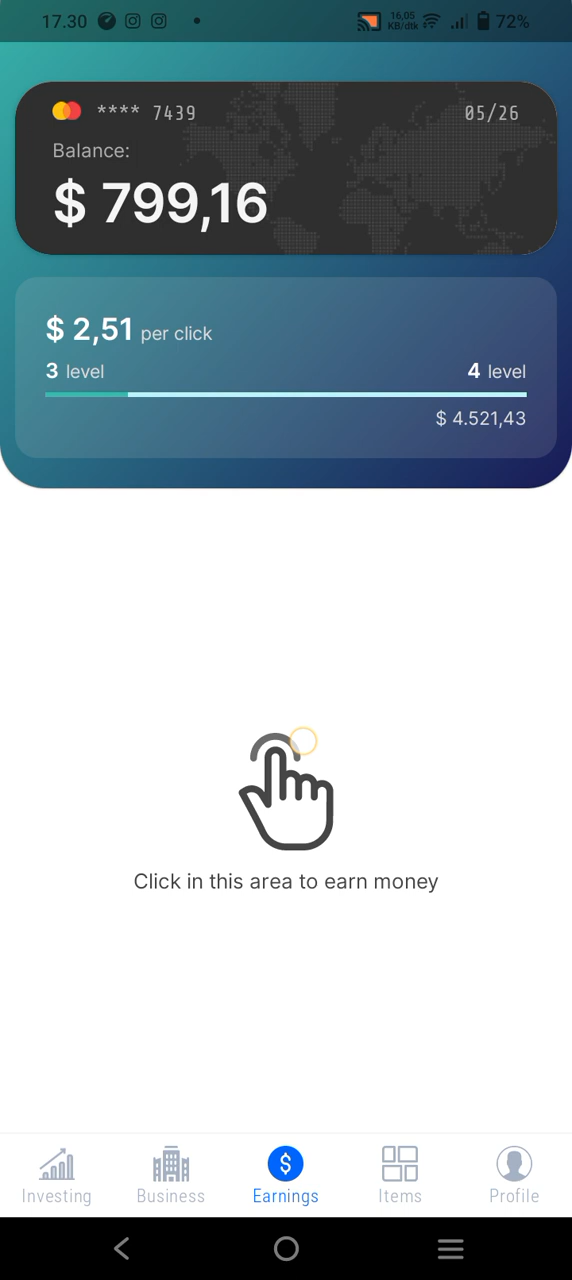 17.30 16,05 KB/dtk 72%
**** 7439 05/26
Balance:
$ 799,16
$ 2,51 per click
3 level 4 level
$ 4.521,43
Click in this area to earn money
Investing Business $ Earnings Items Profile